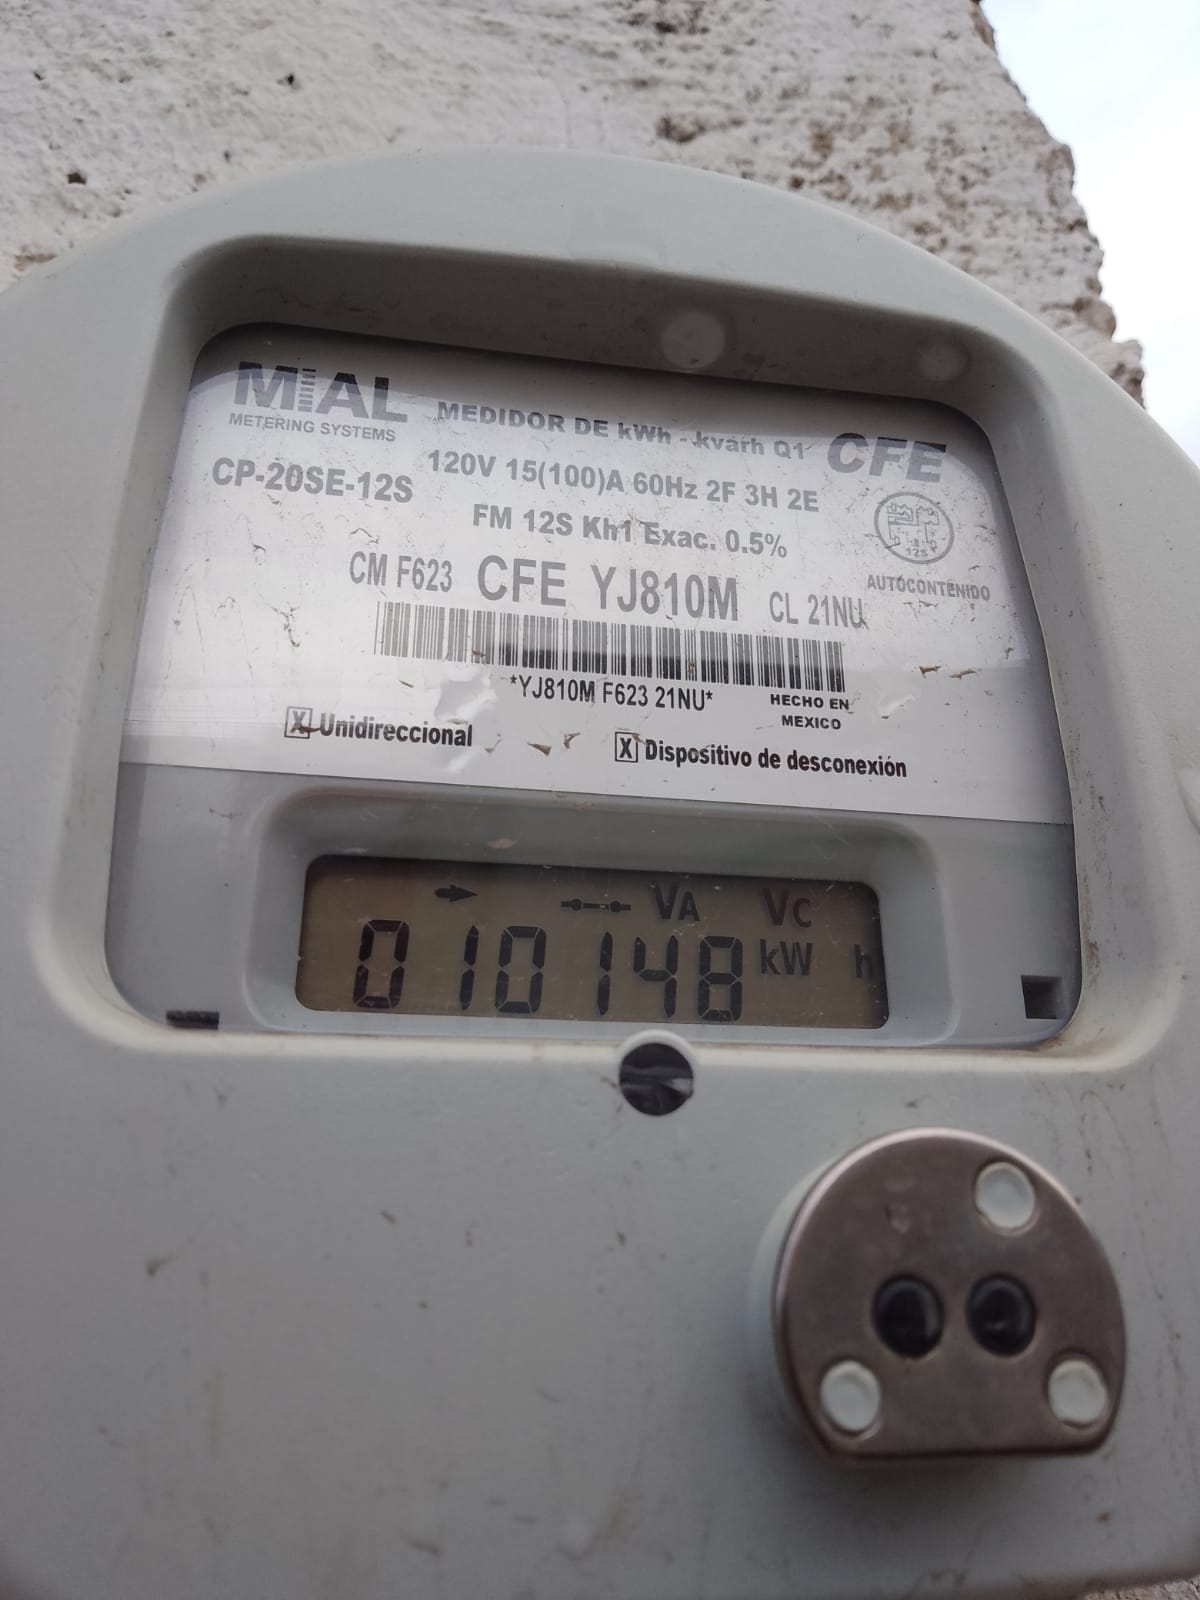 MIAL
METERING SYSTEMS
MEDIDOR DE kWh - kvarh Q1
CFE
CP-20SE-12S
120V 15(100)A 60Hz 2F 3H 2E
FM 12S Kh1 Exac. 0.5%
12S
AUTOCONTENIDO
CM F623 CFE YJ810M CL 21NU
*YJ810M F623 21NU*
HECHO EN
MEXICO
X Unidireccional
X Dispositivo de desconexión
VA VC
010148 kW h